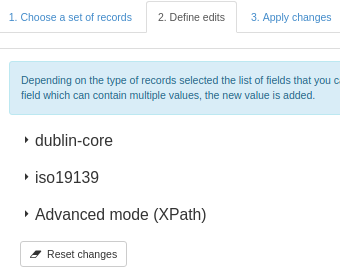 1. Choose a set of records 2. Define edits 3. Apply changes
Depending on the type of records selected the list of fields that you
field which can contain multiple values, the new value is added.
dublin-core
iso19139
Advanced mode (XPath)
Reset changes